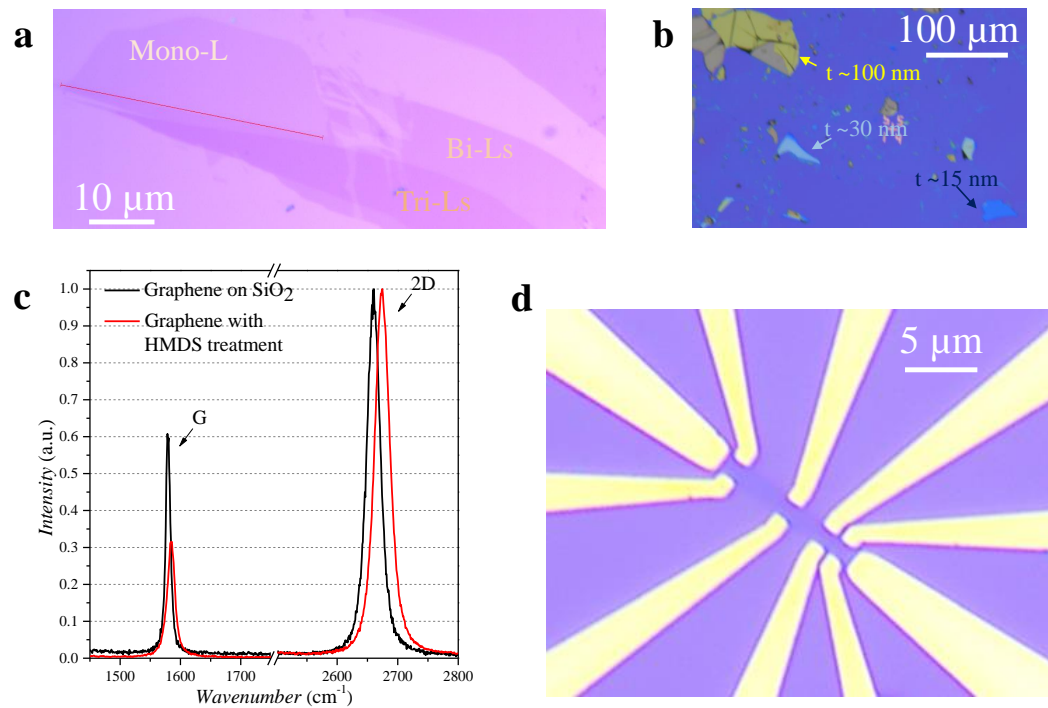 a
Mono-L
Bi-Ls
Tri-Ls
10 µm
b
100 µm
t ~100 nm
t ~30 nm
t ~15 nm
c
Graphene on SiO2
Graphene with
HMDS treatment
2D
G
1.0
0.9
0.8
0.7
0.6
0.5
0.4
0.3
0.2
0.1
0.0
Intensity (a.u.)
1500 1600 1700 2600 2700 2800
Wavenumber (cm-1)
d
5 µm